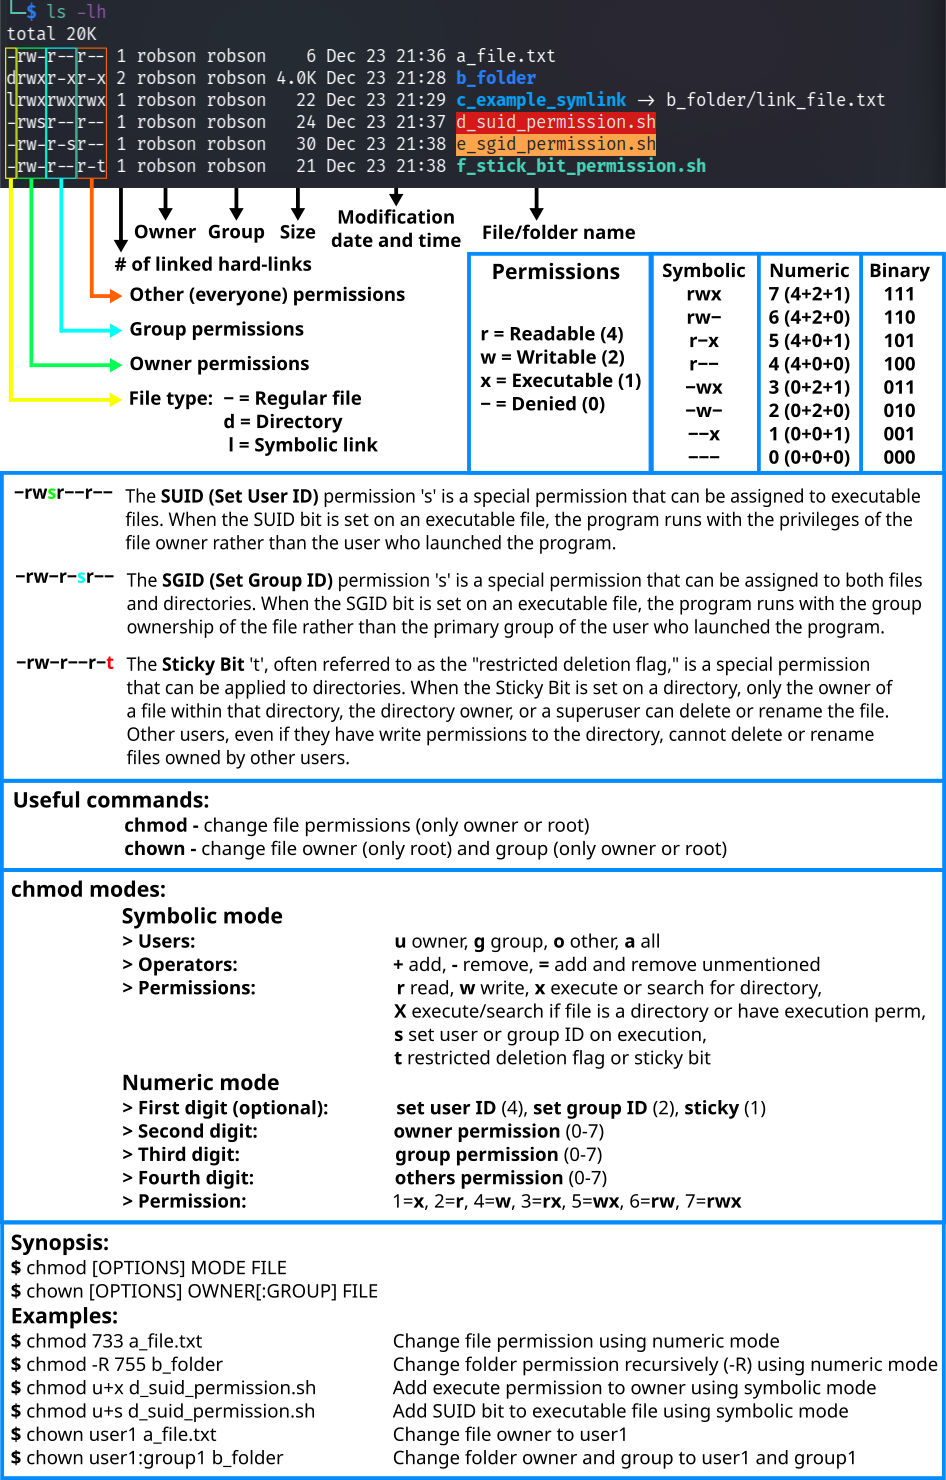 └─$ ls -lh
total 20K
-rw-r--r-- 1 robson robson 6 Dec 23 21:36 a_file.txt
drwxr-xr-x 2 robson robson 4.0K Dec 23 21:28 b_folder
lrwxrwxrwx 1 robson robson 22 Dec 23 21:29 c_example_symlink → b_folder/link_file.txt
-rwsr--r-- 1 robson robson 24 Dec 23 21:37 d_suid_permission.sh
-rw-r-sr-- 1 robson robson 30 Dec 23 21:38 e_sgid_permission.sh
-rw-r--r-t 1 robson robson 21 Dec 23 21:38 f_stick_bit_permission.sh
Owner Group Size Modification date and time File/folder name
# of linked hard-links
Other (everyone) permissions
Group permissions
Owner permissions
File type: − = Regular file
d = Directory
l = Symbolic link
Permissions
r = Readable (4)
w = Writable (2)
x = Executable (1)
− = Denied (0)
Symbolic Numeric Binary
rwx 7 (4+2+1) 111
rw− 6 (4+2+0) 110
r−x 5 (4+0+1) 101
r−− 4 (4+0+0) 100
−wx 3 (0+2+1) 011
−w− 2 (0+2+0) 010
−−x 1 (0+0+1) 001
−−− 0 (0+0+0) 000
−rwsr−−r−− The SUID (Set User ID) permission 's' is a special permission that can be assigned to executable
files. When the SUID bit is set on an executable file, the program runs with the privileges of the
file owner rather than the user who launched the program.
−rw−r−sr−− The SGID (Set Group ID) permission 's' is a special permission that can be assigned to both files
and directories. When the SGID bit is set on an executable file, the program runs with the group
ownership of the file rather than the primary group of the user who launched the program.
−rw−r−−r−t The Sticky Bit 't', often referred to as the "restricted deletion flag," is a special permission
that can be applied to directories. When the Sticky Bit is set on a directory, only the owner of
a file within that directory, the directory owner, or a superuser can delete or rename the file.
Other users, even if they have write permissions to the directory, cannot delete or rename
files owned by other users.
Useful commands:
chmod - change file permissions (only owner or root)
chown - change file owner (only root) and group (only owner or root)
chmod modes:
Symbolic mode
> Users: u owner, g group, o other, a all
> Operators: + add, - remove, = add and remove unmentioned
> Permissions: r read, w write, x execute or search for directory,
X execute/search if file is a directory or have execution perm,
s set user or group ID on execution,
t restricted deletion flag or sticky bit
Numeric mode
> First digit (optional): set user ID (4), set group ID (2), sticky (1)
> Second digit: owner permission (0-7)
> Third digit: group permission (0-7)
> Fourth digit: others permission (0-7)
> Permission: 1=x, 2=r, 4=w, 3=rx, 5=wx, 6=rw, 7=rwx
Synopsis:
$ chmod [OPTIONS] MODE FILE
$ chown [OPTIONS] OWNER[:GROUP] FILE
Examples:
$ chmod 733 a_file.txt Change file permission using numeric mode
$ chmod -R 755 b_folder Change folder permission recursively (-R) using numeric mode
$ chmod u+x d_suid_permission.sh Add execute permission to owner using symbolic mode
$ chmod u+s d_suid_permission.sh Add SUID bit to executable file using symbolic mode
$ chown user1 a_file.txt Change file owner to user1
$ chown user1:group1 b_folder Change folder owner and group to user1 and group1